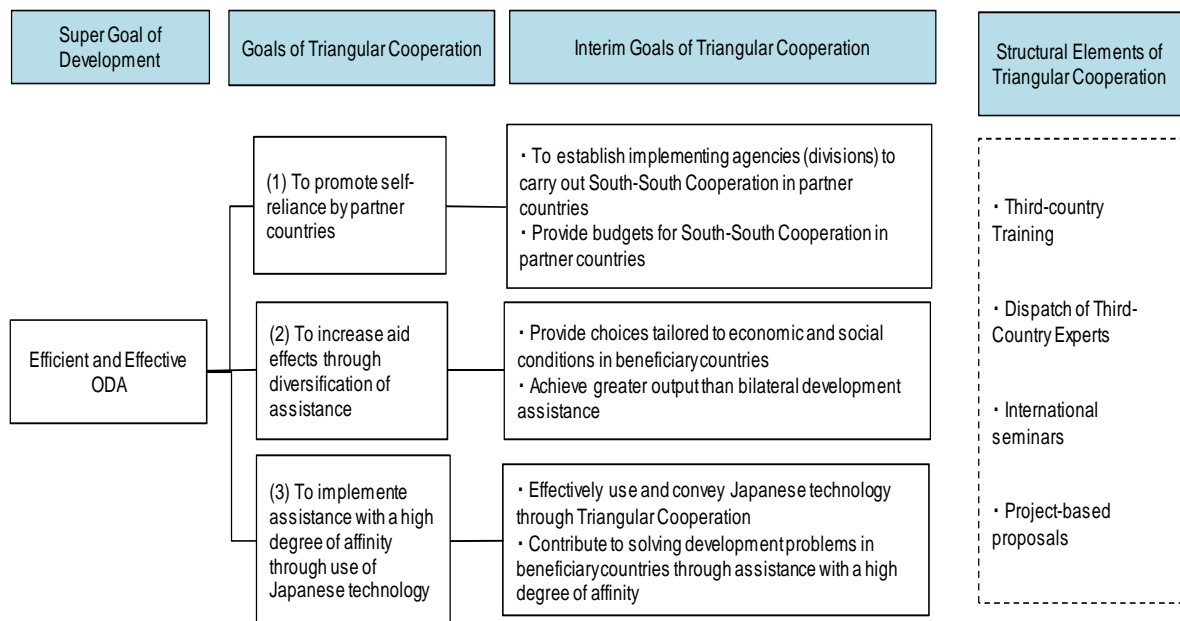 Super Goal of
Development
Goals of Triangular Cooperation
Interim Goals of Triangular Cooperation
Structural Elements of
Triangular Cooperation
Efficient and Effective
ODA
(1) To promote self-
reliance by partner
countries
・To establish implementing agencies (divisions) to
carry out South-South Cooperation in partner
countries
・Provide budgets for South-South Cooperation in
partner countries
(2) To increase aid
effects through
diversification of
assistance
・Provide choices tailored to economic and social
conditions in beneficiary countries
・Achieve greater output than bilateral development
assistance
(3) To implemente
assistance with a high
degree of affinity
through use of
Japanese technology
・Effectively use and convey Japanese technology
through Triangular Cooperation
・Contribute to solving development problems in
beneficiary countries through assistance with a high
degree of affinity
・Third-country
Training
・Dispatch of Third-
Country Experts
・International
seminars
・Project-based
proposals